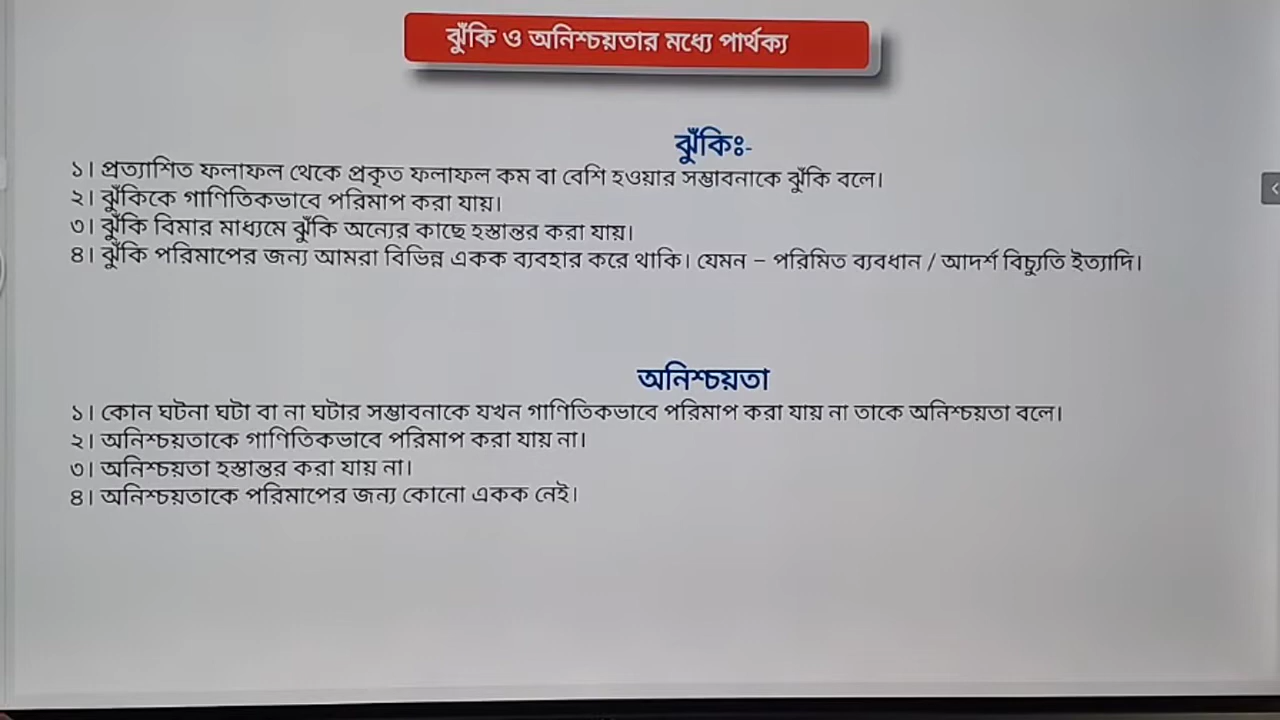 ঝুঁকি ও অনিশ্চয়তার মধ্যে পার্থক্য
ঝুঁকিঃ-
১। প্রত্যাশিত ফলাফল থেকে প্রকৃত ফলাফল কম বা বেশি হওয়ার সম্ভাবনাকে ঝুঁকি বলে।
২। ঝুঁকিকে গাণিতিকভাবে পরিমাপ করা যায়।
৩। ঝুঁকি বিমার মাধ্যমে ঝুঁকি অন্যের কাছে হস্তান্তর করা যায়।
৪। ঝুঁকি পরিমাপের জন্য আমরা বিভিন্ন একক ব্যবহার করে থাকি। যেমন – পরিমিত ব্যবধান / আদর্শ বিচ্যুতি ইত্যাদি।
অনিশ্চয়তা
১। কোন ঘটনা ঘটা বা না ঘটার সম্ভাবনাকে যখন গাণিতিকভাবে পরিমাপ করা যায় না তাকে অনিশ্চয়তা বলে।
২। অনিশ্চয়তাকে গাণিতিকভাবে পরিমাপ করা যায় না।
৩। অনিশ্চয়তা হস্তান্তর করা যায় না।
৪। অনিশ্চয়তাকে পরিমাপের জন্য কোনো একক নেই।